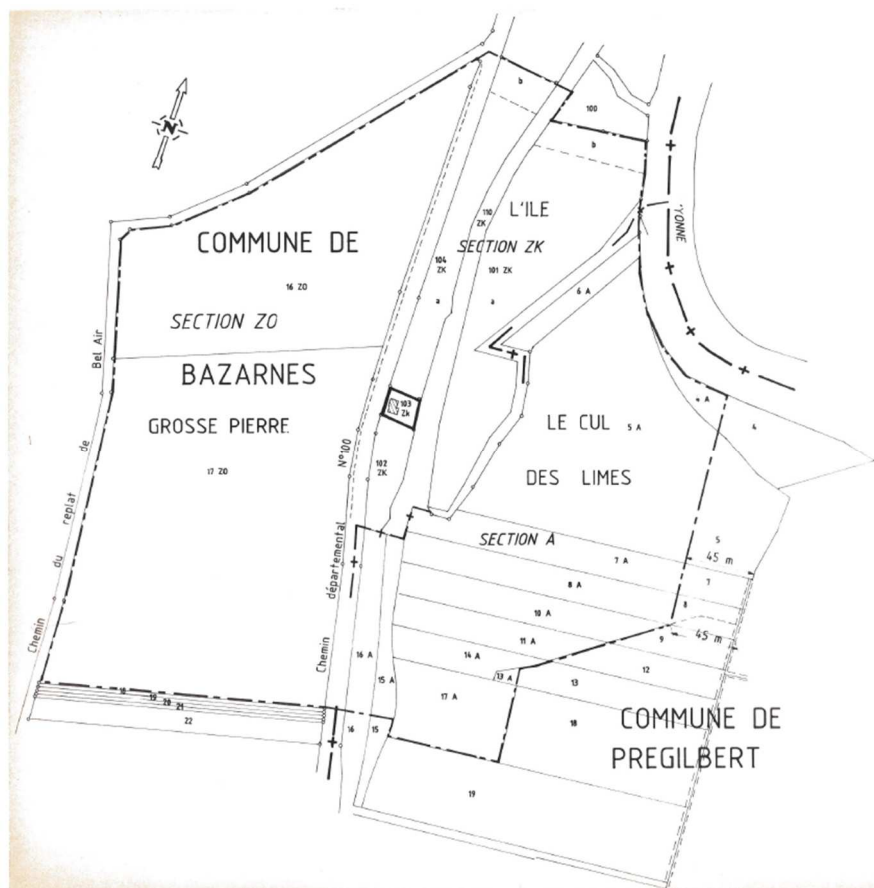 N
b
100
b
YONNE
L'ILE
110
ZK
SECTION ZK
104
ZK
101 ZK
a
a
6 A
COMMUNE DE
16 ZO
SECTION ZO
Bel Air
BAZARNES
GROSSE PIERRE
17 ZO
103
Zk
102
ZK
4 A
4
LE CUL
5 A
DES LIMES
N°100
SECTION A
5
45 m
7 A
7
8 A
8
10 A
9
45 m
11 A
12
14 A
13 A
13
17 A
18
16 A
15 A
Chemin du replat de
Chemin départemental
18
19
20
21
22
16
15
19
COMMUNE DE
PREGILBERT